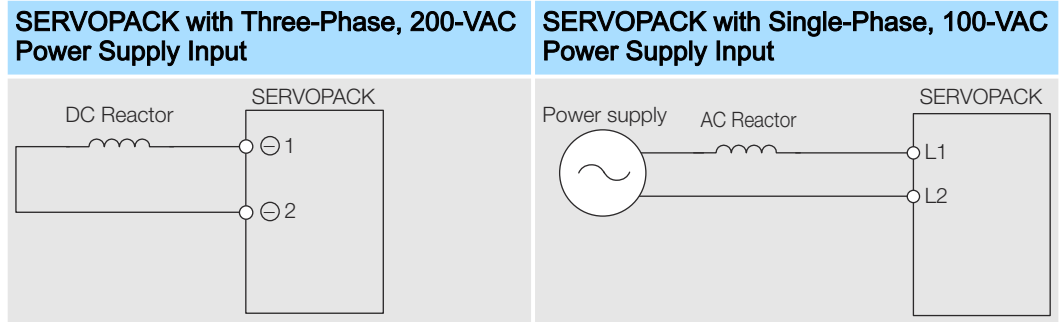 SERVOPACK with Three-Phase, 200-VAC
Power Supply Input
SERVOPACK with Single-Phase, 100-VAC
Power Supply Input
SERVOPACK
DC Reactor
⊖ 1
⊖ 2
SERVOPACK
Power supply
AC Reactor
L1
L2